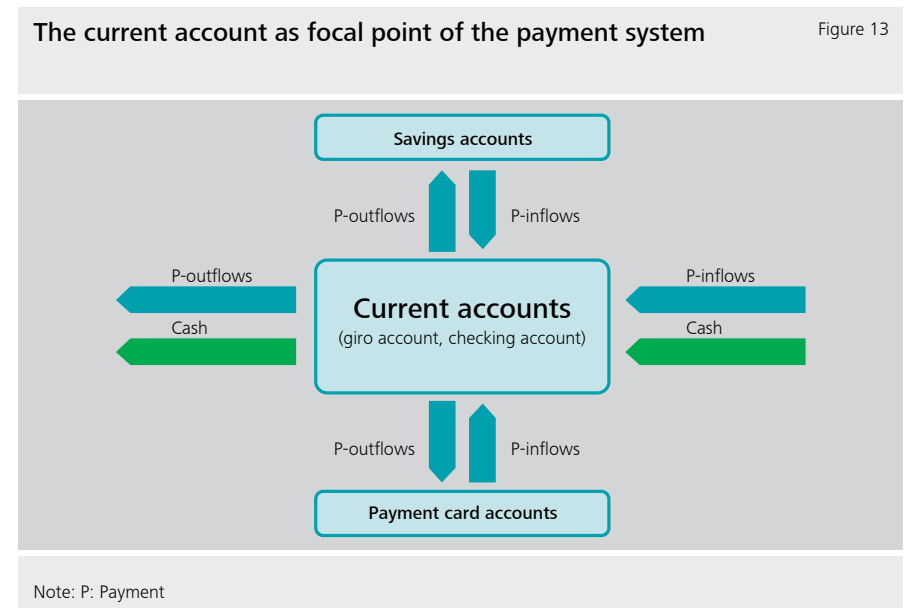 The current account as focal point of the payment system
Figure 13
Savings accounts
P-outflows
P-inflows
P-outflows
P-inflows
Current accounts
(giro account, checking account)
Cash
Cash
P-outflows
P-inflows
Payment card accounts
Note: P: Payment